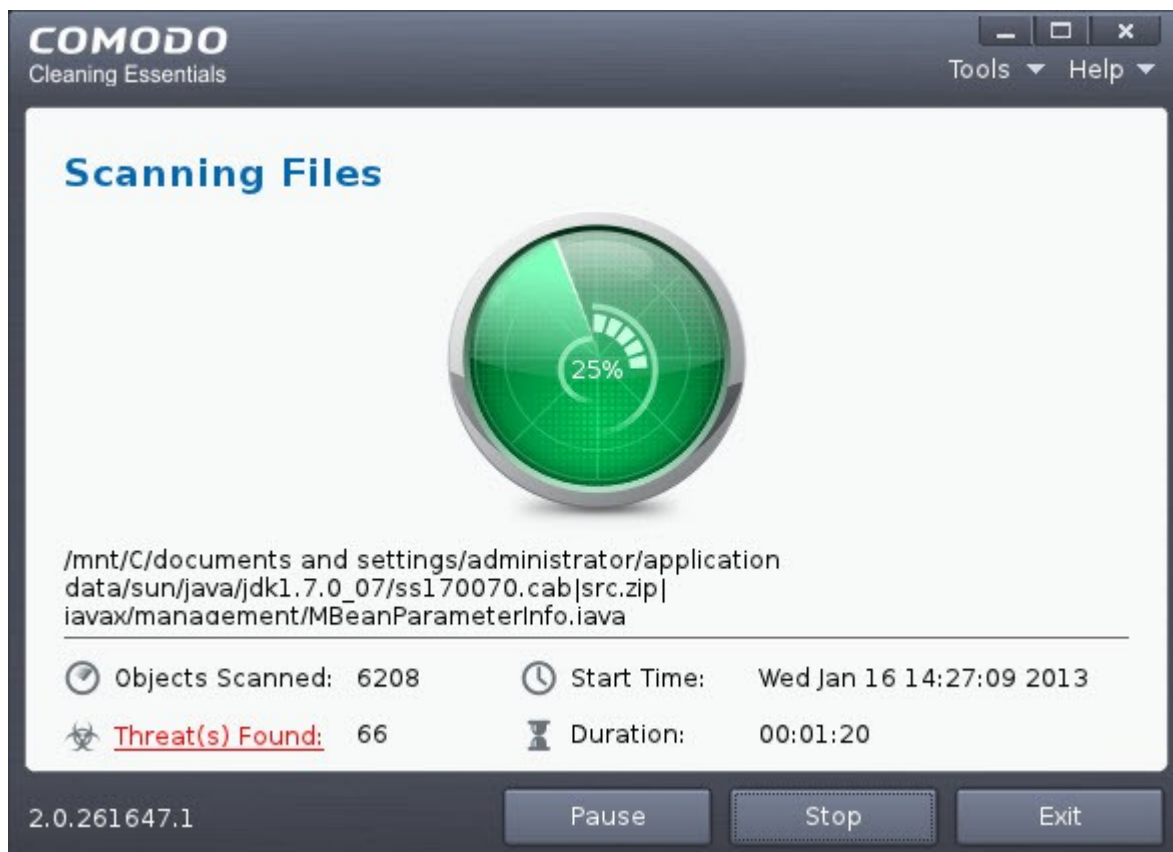 COMODO
Cleaning Essentials
Tools Help
Scanning Files
25%
/mnt/C/documents and settings/administrator/application
data/sun/java/jdk1.7.0_07/ss170070.cab|src.zip|
javax/management/MBeanParameterInfo.java
Objects Scanned: 6208
Start Time: Wed Jan 16 14:27:09 2013
Threat(s) Found: 66
Duration: 00:01:20
2.0.261647.1
Pause
Stop
Exit